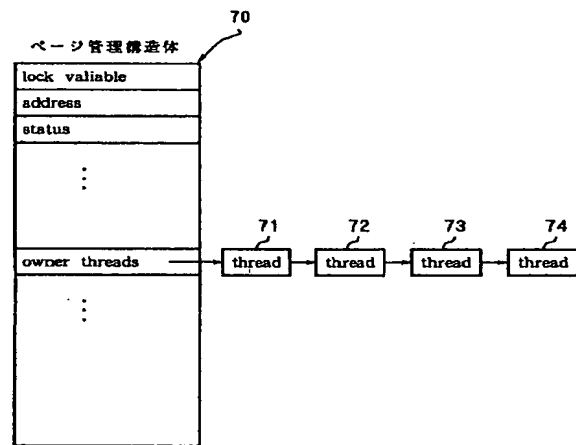 70
ページ管理構造体
lock valiable
address
status
71 72 73 74
owner threads thread thread thread thread